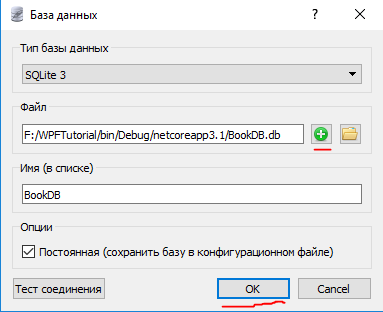 База данных
?
Тип базы данных
SQLite 3
Файл
F:/WPFTutorial/bin/Debug/netcoreapp3.1/BookDB.db
Имя (в списке)
BookDB
Опции
Постоянная (сохранить базу в конфигурационном файле)
Тест соединения OK Cancel